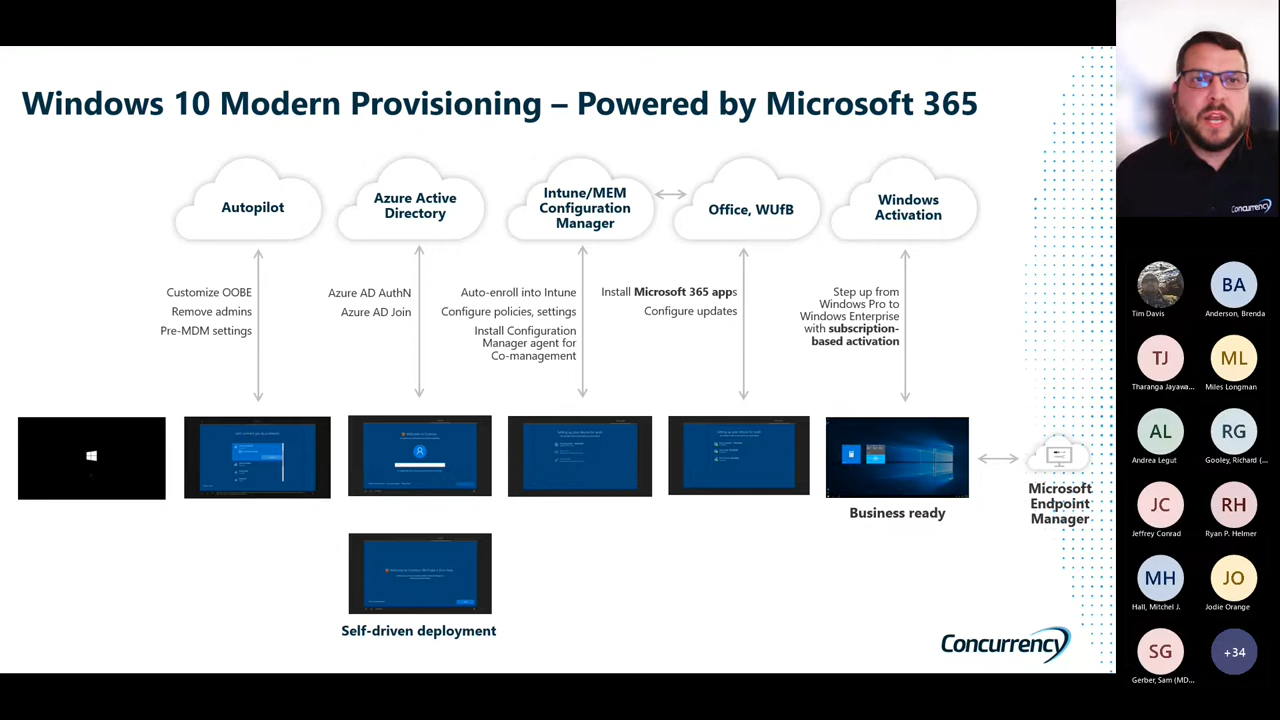 Windows 10 Modern Provisioning – Powered by Microsoft 365
Autopilot
Azure Active
Directory
Intune/MEM
Configuration
Manager
Office, WUfB
Windows
Activation
Customize OOBE
Remove admins
Pre-MDM settings
Azure AD AuthN
Azure AD Join
Auto-enroll into Intune
Configure policies, settings
Install Configuration
Manager agent for
Co-management
Install Microsoft 365 apps
Configure updates
Step up from
Windows Pro to
Windows Enterprise
with subscription-
based activation
Business ready
Microsoft
Endpoint
Manager
Self-driven deployment
Concurrency
Concurrency
Tim Davis
BA
Anderson, Brenda
TJ
Tharanga Jayawa...
ML
Miles Longman
AL
Andrea Legut
RG
Gooley, Richard (...
JC
Jeffrey Conrad
RH
Ryan P. Helmer
MH
Hall, Mitchel J.
JO
Jodie Orange
SG
Gerber, Sam (MD...
+34